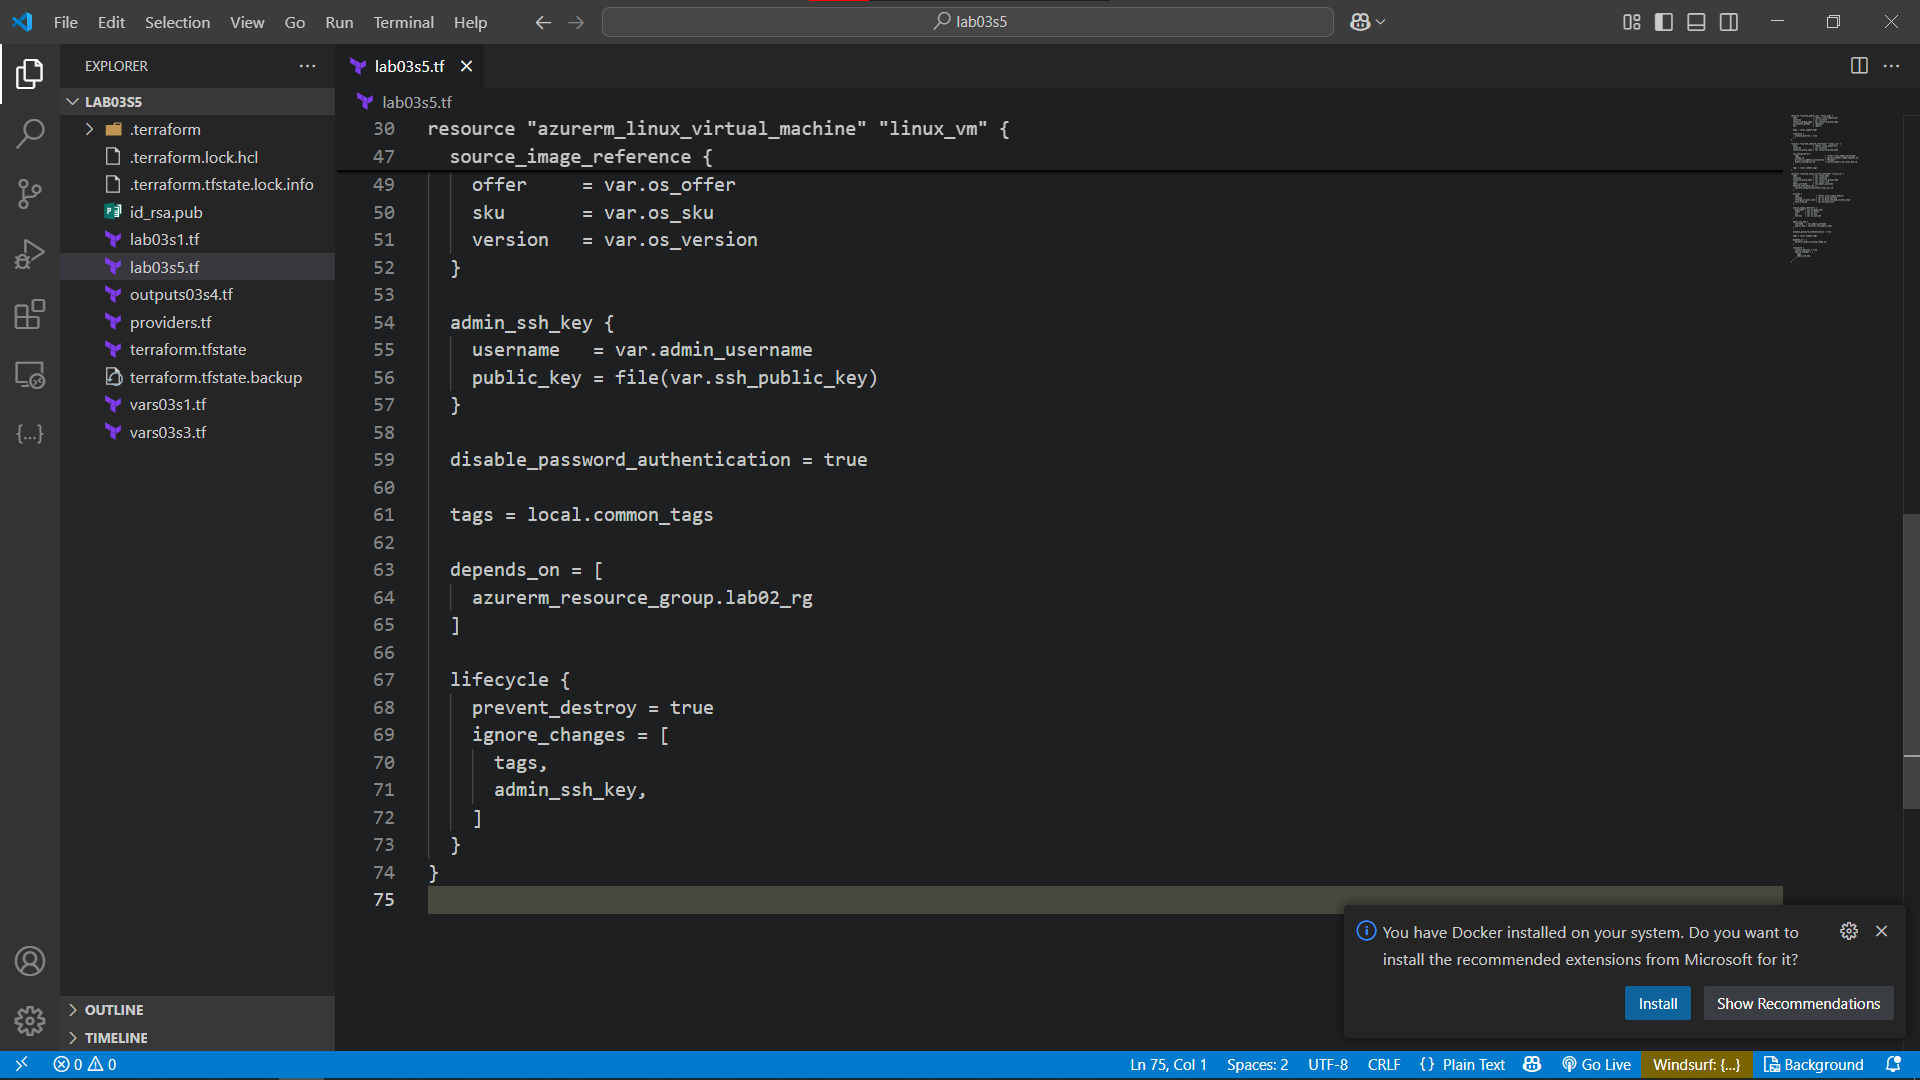 File Edit Selection View Go Run Terminal Help
lab03s5
EXPLORER
LAB03S5
.terraform
.terraform.lock.hcl
.terraform.tfstate.lock.info
id_rsa.pub
lab03s1.tf
lab03s5.tf
outputs03s4.tf
providers.tf
terraform.tfstate
terraform.tfstate.backup
vars03s1.tf
vars03s3.tf
OUTLINE
TIMELINE
lab03s5.tf
lab03s5.tf
30 resource "azurerm_linux_virtual_machine" "linux_vm" {
47 source_image_reference {
49 offer = var.os_offer
50 sku = var.os_sku
51 version = var.os_version
52 }
53
54 admin_ssh_key {
55 username = var.admin_username
56 public_key = file(var.ssh_public_key)
57 }
58
59 disable_password_authentication = true
60
61 tags = local.common_tags
62
63 depends_on = [
64 azurerm_resource_group.lab02_rg
65 ]
66
67 lifecycle {
68 prevent_destroy = true
69 ignore_changes = [
70 tags,
71 admin_ssh_key,
72 ]
73 }
74 }
75
You have Docker installed on your system. Do you want to
install the recommended extensions from Microsoft for it?
Install Show Recommendations
0 0 Ln 75, Col 1 Spaces: 2 UTF-8 CRLF {} Plain Text Go Live Windsurf: {...} Background